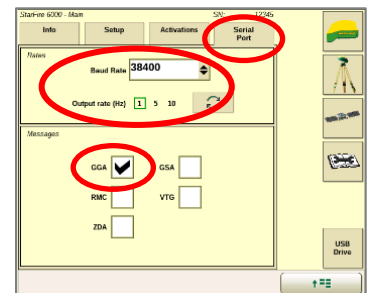 StarFire 6000 - Main SN: 12345
Info Setup Activations Serial Port
Rates
Baud Rate 38400
Output rate (Hz) 1 5 10
Messages
GGA GSA
RMC VTG
ZDA
USB Drive